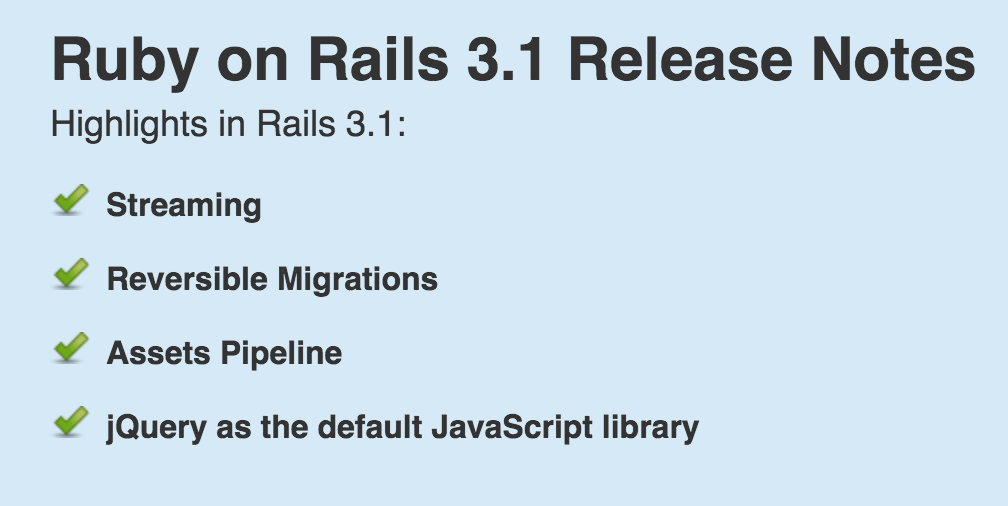 Ruby on Rails 3.1 Release Notes
Highlights in Rails 3.1:
Streaming
Reversible Migrations
Assets Pipeline
jQuery as the default JavaScript library